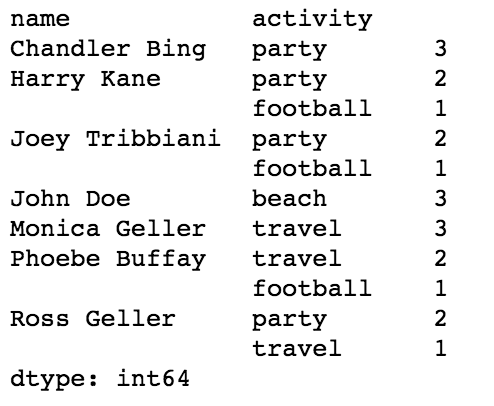 name                activity
Chandler Bing       party       3
Harry Kane          party       2
                    football    1
Joey Tribbiani      party       2
                    football    1
John Doe            beach       3
Monica Geller       travel      3
Phoebe Buffay       travel      2
                    football    1
Ross Geller         party       2
                    travel      1
dtype: int64